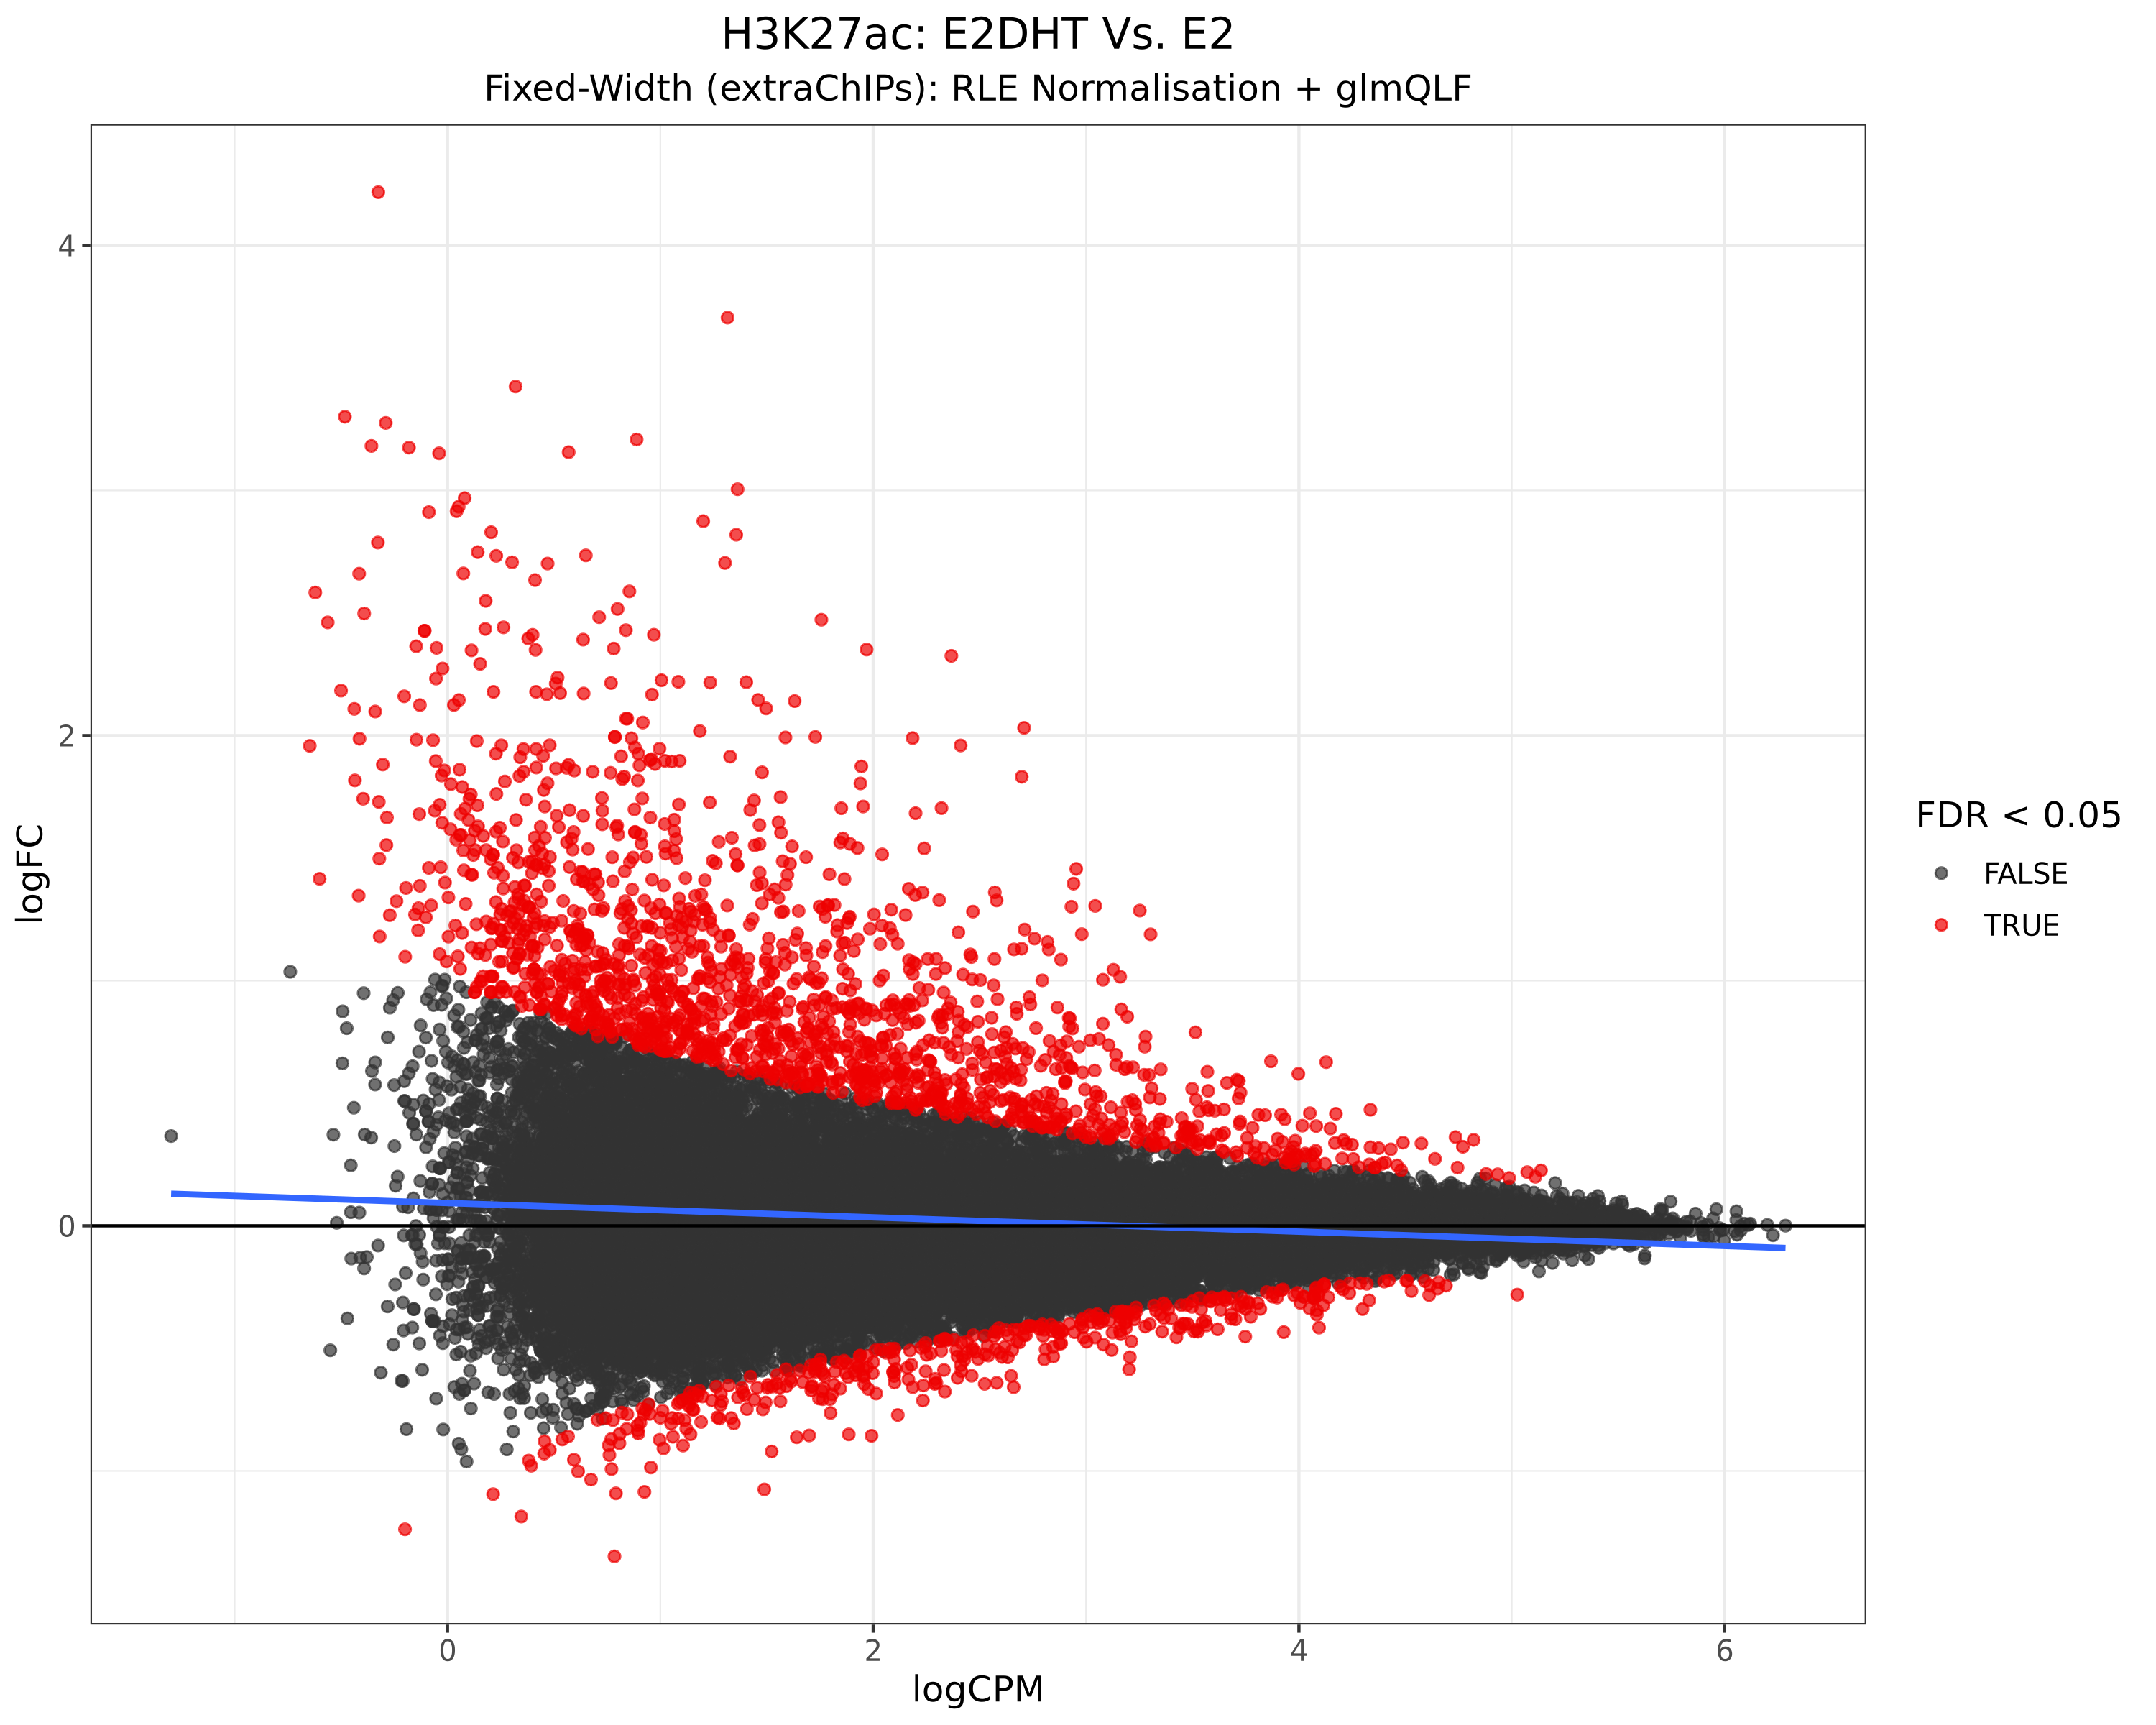 H3K27ac: E2DHT Vs. E2
Fixed-Width (extraChIPs): RLE Normalisation + glmQLF
4
2
0
logFC
0
2
4
6
logCPM
FDR < 0.05
FALSE
TRUE